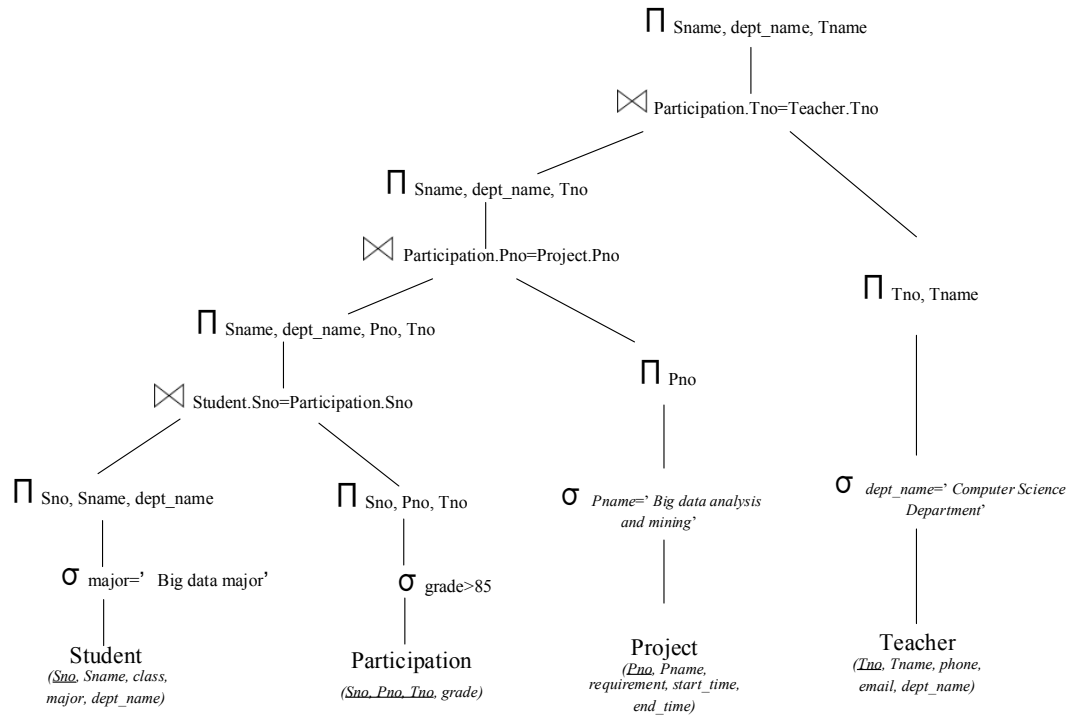 Π Sname, dept_name, Tname
⋈ Participation.Tno=Teacher.Tno
Π Sname, dept_name, Tno
⋈ Participation.Pno=Project.Pno
Π Tno, Tname
Π Sname, dept_name, Pno, Tno
Π Pno
⋈ Student.Sno=Participation.Sno
Π Sno, Sname, dept_name
Π Sno, Pno, Tno
σ Pname=’ Big data analysis
and mining’
σ dept_name=’ Computer Science
Department’
σ major=’ Big data major’
σ grade>85
Student
(Sno, Sname, class,
major, dept_name)
Participation
(Sno, Pno, Tno, grade)
Project
(Pno, Pname,
requirement, start_time,
end_time)
Teacher
(Tno, Tname, phone,
email, dept_name)